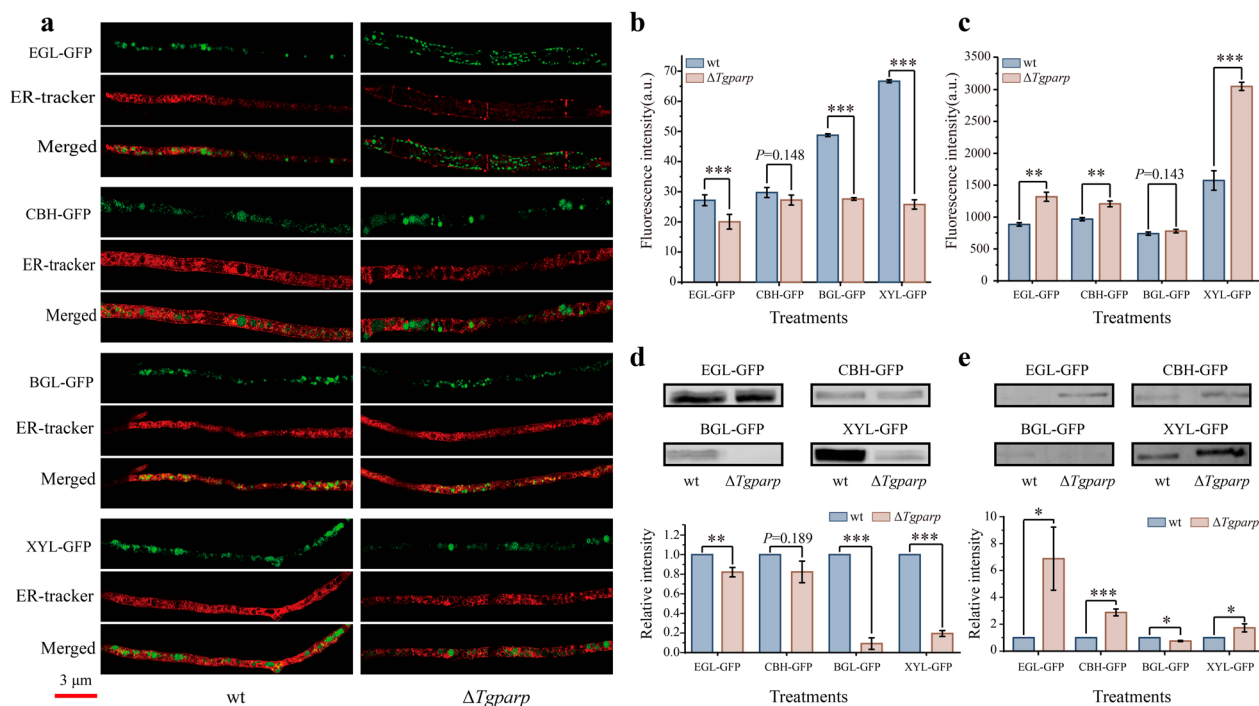 a
EGL-GFP
ER-tracker
Merged
CBH-GFP
ER-tracker
Merged
BGL-GFP
ER-tracker
Merged
XYL-GFP
ER-tracker
Merged
3 μm
wt
ΔTgparp
b
wt
ΔTgparp
Fluorescence intensity(a.u.)
70
60
50
40
30
20
10
0
***
P=0.148
***
***
EGL-GFP
CBH-GFP
BGL-GFP
XYL-GFP
Treatments
c
wt
ΔTgparp
Fluorescence intensity(a.u.)
3500
3000
2500
2000
1500
1000
500
0
**
**
P=0.143
***
EGL-GFP
CBH-GFP
BGL-GFP
XYL-GFP
Treatments
d
EGL-GFP
CBH-GFP
BGL-GFP
XYL-GFP
wt
ΔTgparp
wt
ΔTgparp
wt
ΔTgparp
Relative intensity
1.2
1.0
0.8
0.6
0.4
0.2
0.0
**
P=0.189
***
***
EGL-GFP
CBH-GFP
BGL-GFP
XYL-GFP
Treatments
e
EGL-GFP
CBH-GFP
BGL-GFP
XYL-GFP
wt
ΔTgparp
wt
ΔTgparp
wt
ΔTgparp
Relative intensity
10
8
6
4
2
1
0
*
***
*
*
EGL-GFP
CBH-GFP
BGL-GFP
XYL-GFP
Treatments